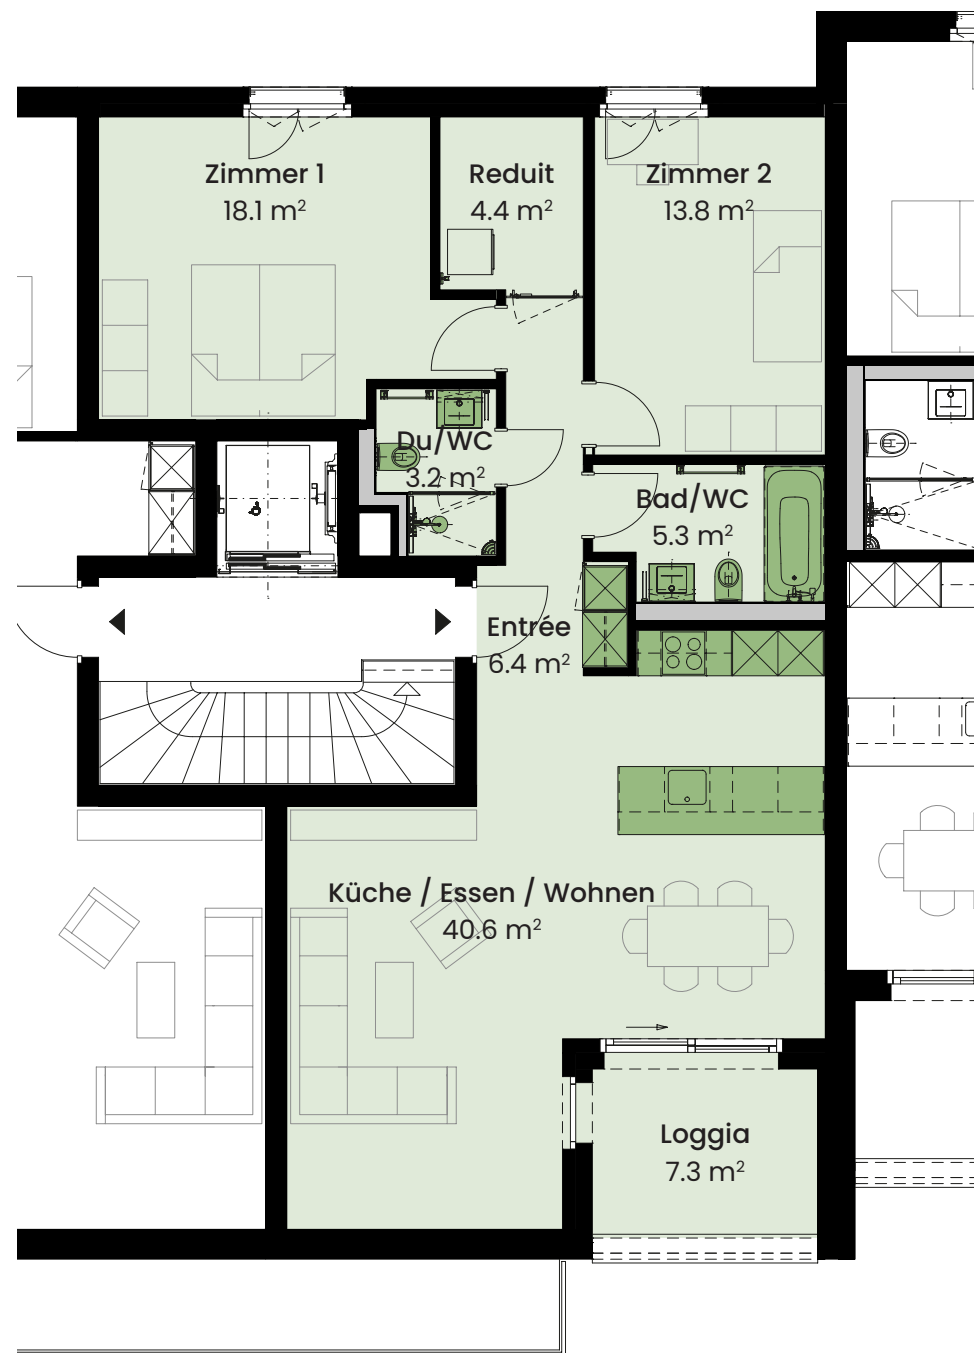 Zimmer 1
18.1 m²
Reduit
4.4 m²
Zimmer 2
13.8 m²
Du/WC
3.2 m²
Bad/WC
5.3 m²
Entrée
6.4 m²
Küche / Essen / Wohnen
40.6 m²
Loggia
7.3 m²